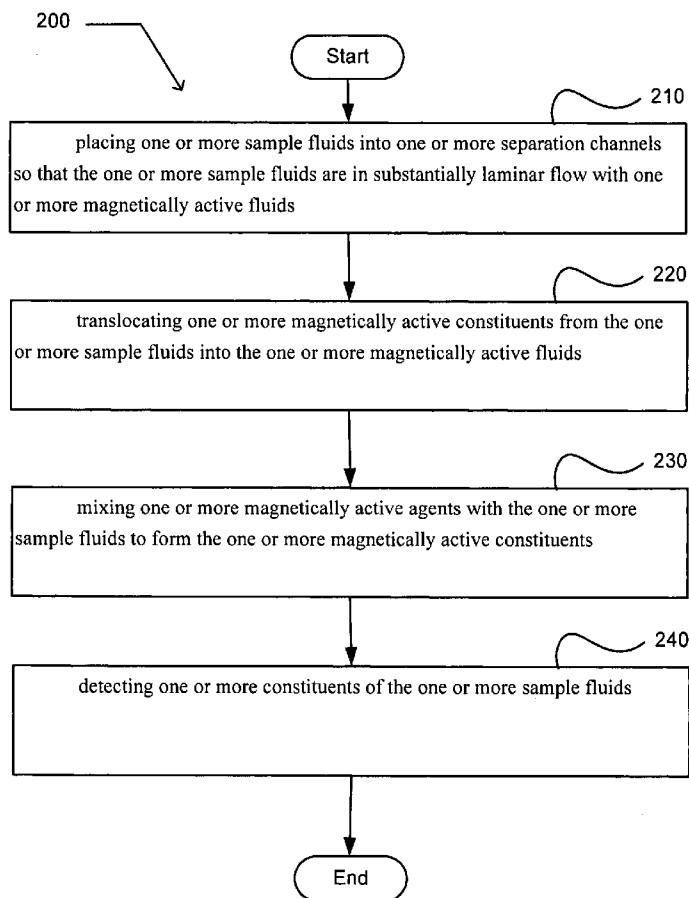 200
Start
210
placing one or more sample fluids into one or more separation channels
so that the one or more sample fluids are in substantially laminar flow with one
or more magnetically active fluids
220
translocating one or more magnetically active constituents from the one
or more sample fluids into the one or more magnetically active fluids
230
mixing one or more magnetically active agents with the one or more
sample fluids to form the one or more magnetically active constituents
240
detecting one or more constituents of the one or more sample fluids
End